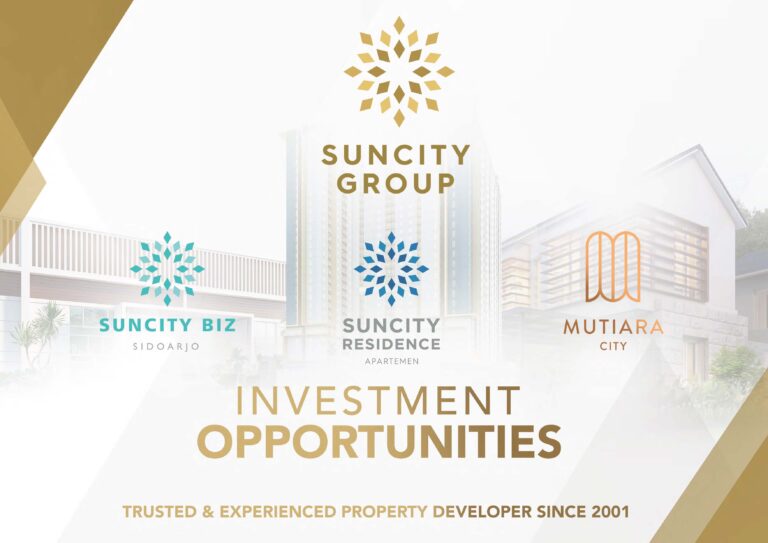 SUNCITY
GROUP
SUNCITY BIZ
SIDOARJO
SUNCITY
RESIDENCE
APARTEMEN
MUTIARA
CITY
INVESTMENT
OPPORTUNITIES
TRUSTED & EXPERIENCED PROPERTY DEVELOPER SINCE 2001